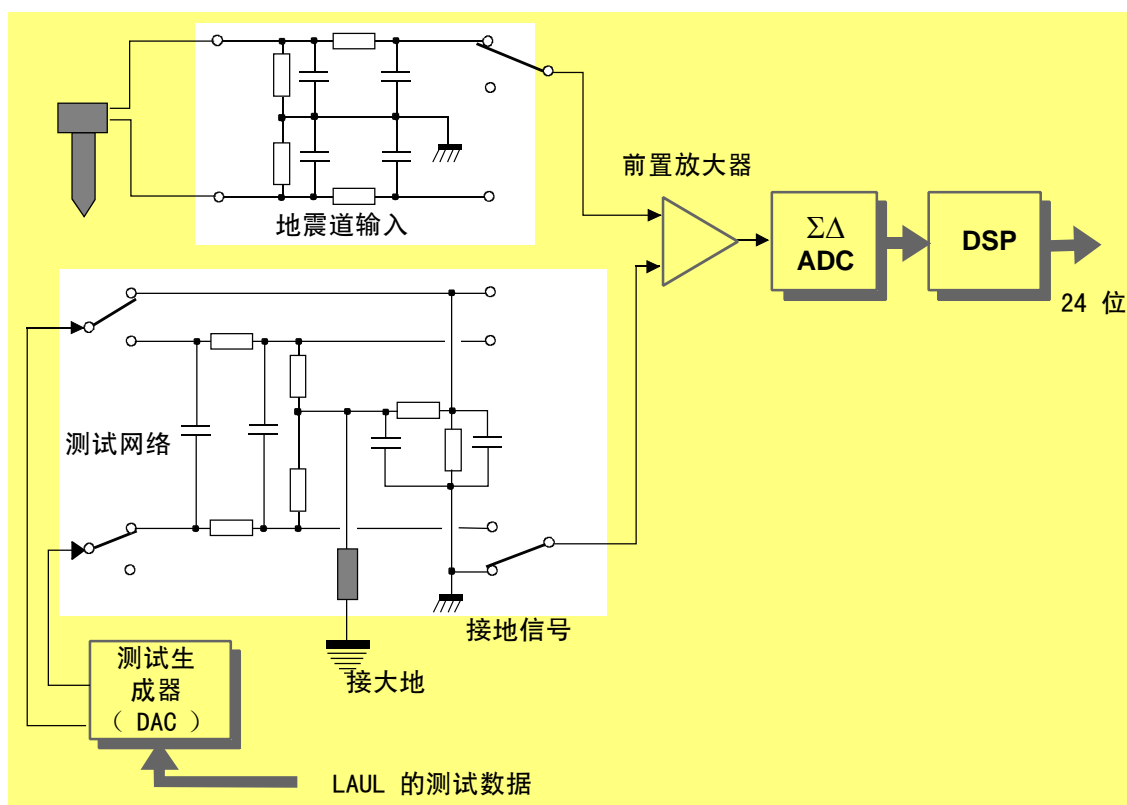 地震道输入
前置放大器
ΣΔ
ADC
DSP
24 位
测试网络
接地信号
接大地
测试生
成器
( DAC )
LAUL 的测试数据